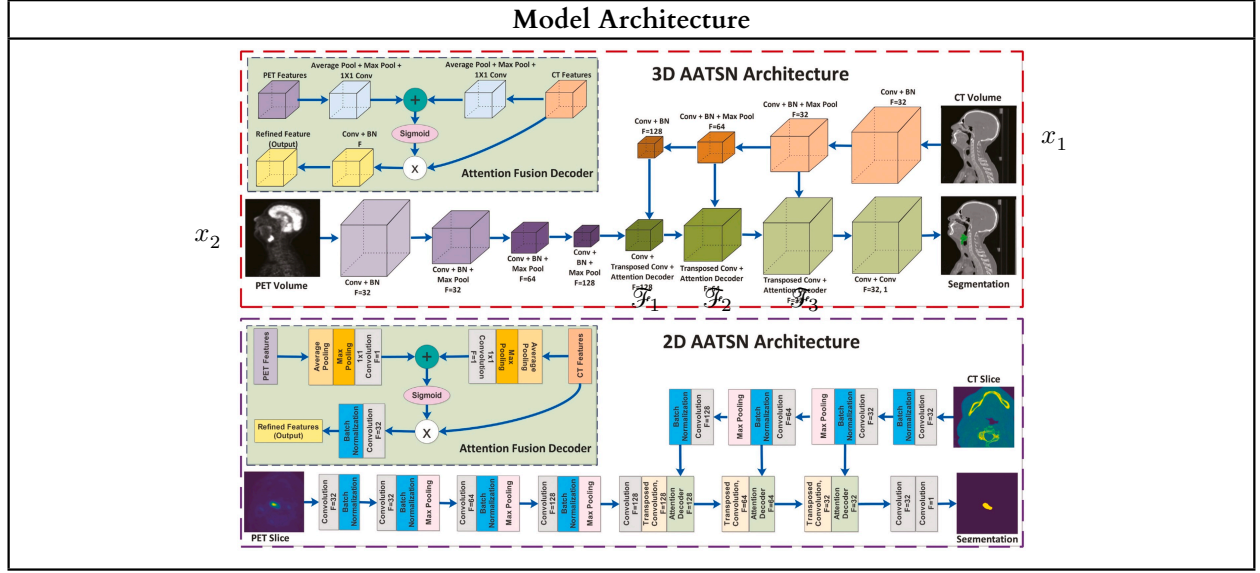 Model Architecture
3D AATSN Architecture
Average Pool + Max Pool +
1X1 Conv
Average Pool + Max Pool +
1X1 Conv
PET Features
CT Features
+
Sigmoid
X
Refined Feature
(Output)
Conv + BN
F
Attention Fusion Decoder
Conv + BN
F=128
Conv + BN + Max Pool
F=64
Conv + BN + Max Pool
F=32
Conv + BN
F=32
CT Volume
x₁
x₂
PET Volume
Conv + BN
F=32
Conv + BN +
Max Pool
F=32
Conv + BN +
Max Pool
F=64
Conv +
BN +
Max Pool
F=128
Conv +
Transposed Conv +
Attention Decoder
F=128
Transposed Conv +
Attention Decoder
Transposed Conv +
Attention Decoder
Conv + Conv
F=32, 1
Segmentation
ℱ₁
ℱ₂
ℱ₃
2D AATSN Architecture
PET Features
Average Pooling
Max Pooling
1x1 Convolution F=1
+
1x1 Convolution F=1
Max Pooling
Average Pooling
CT Features
Sigmoid
X
Refined Features
(Output)
Batch Normalization
Convolution F=32
Attention Fusion Decoder
Batch Normalization
Convolution F=128
Max Pooling
Batch Normalization
Convolution F=64
Max Pooling
Batch Normalization
Convolution F=32
Batch Normalization
Convolution F=32
CT Slice
PET Slice
Convolution F=32
Batch Normalization
Convolution F=32
Batch Normalization
Max Pooling
Convolution F=64
Batch Normalization
Max Pooling
Convolution F=128
Batch Normalization
Max Pooling
Convolution F=128
Transposed Convolution, F=128
Attention Decoder F=128
Transposed Convolution, F=64
Attention Decoder F=64
Transposed Convolution, F=32
Attention Decoder F=32
Convolution F=32
Convolution F=1
Segmentation